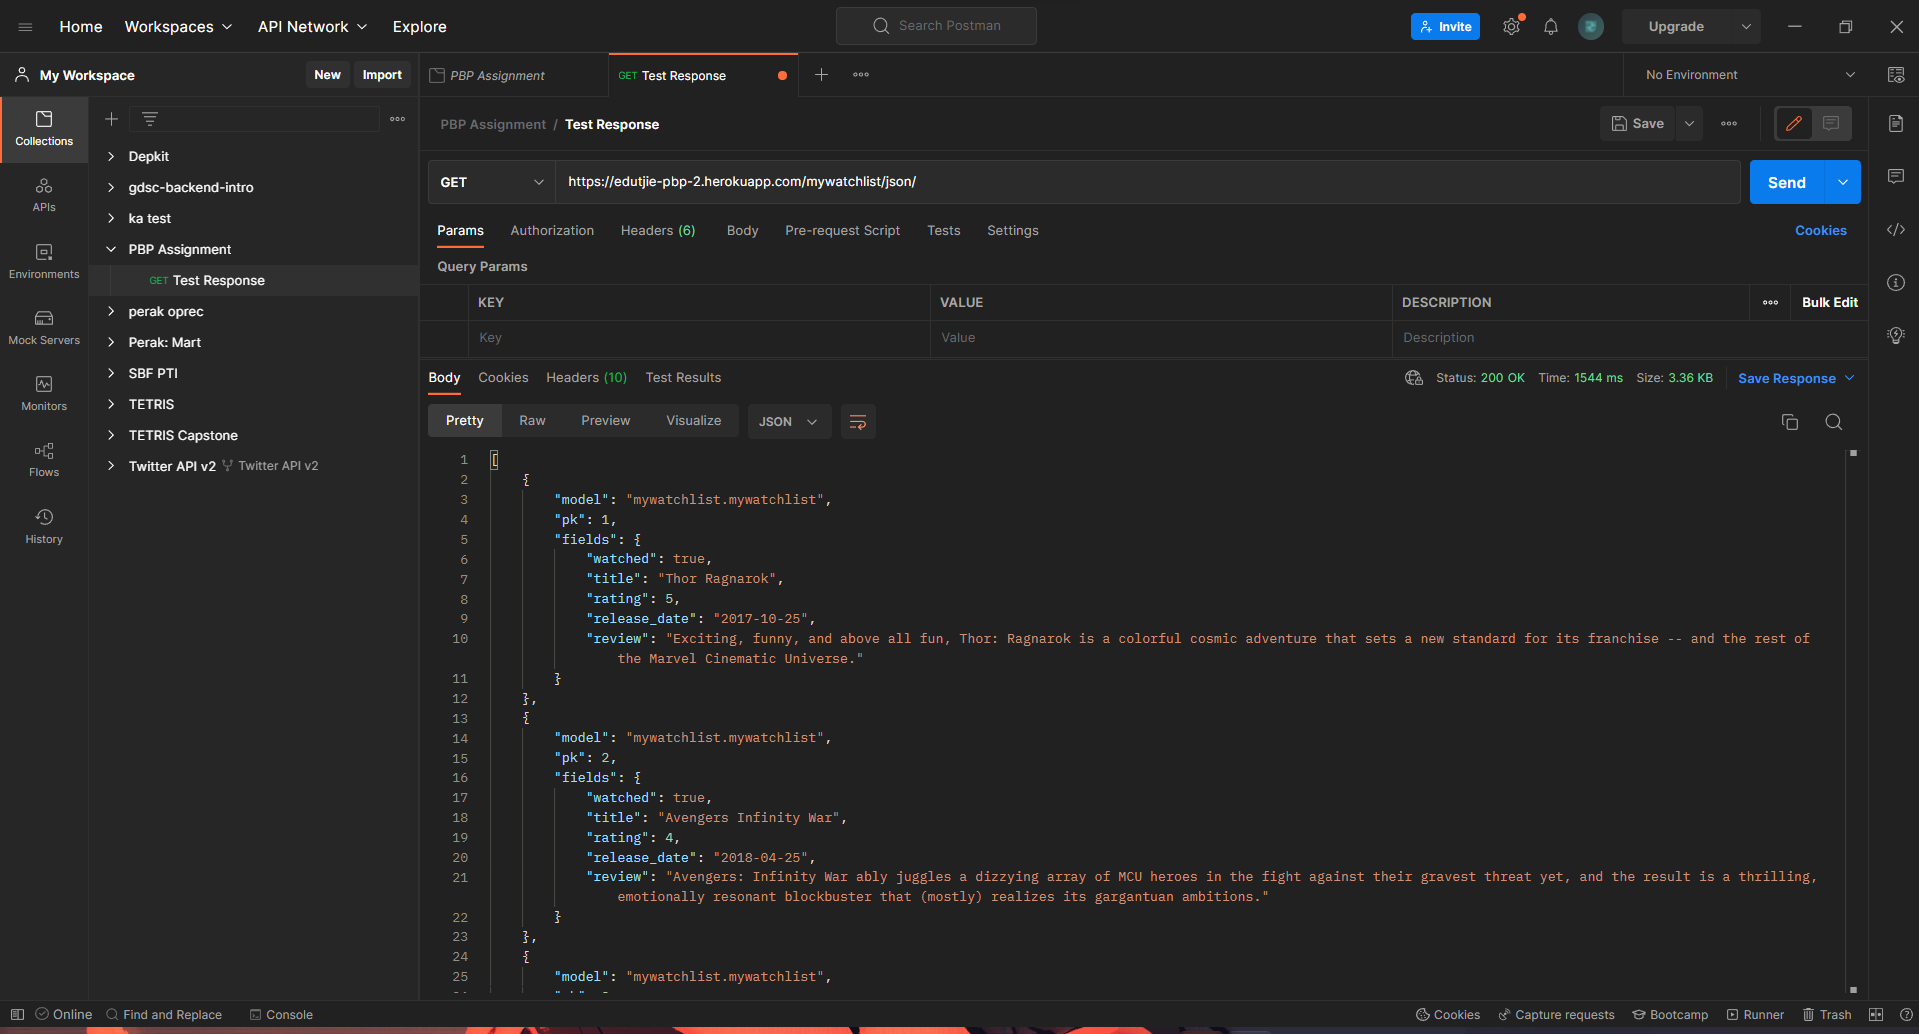 Home Workspaces API Network Explore Search Postman Invite Upgrade
My Workspace New Import PBP Assignment GET Test Response No Environment
Collections
APIs
Environments
Mock Servers
Monitors
Flows
History
Depkit
gdsc-backend-intro
ka test
PBP Assignment
GET Test Response
perak oprec
Perak: Mart
SBF PTI
TETRIS
TETRIS Capstone
Twitter API v2 Twitter API v2
PBP Assignment / Test Response Save
GET https://edutjie-pbp-2.herokuapp.com/mywatchlist/json/ Send
Params Authorization Headers (6) Body Pre-request Script Tests Settings Cookies
Query Params
KEY VALUE DESCRIPTION Bulk Edit
Key Value Description
Body Cookies Headers (10) Test Results Status: 200 OK Time: 1544 ms Size: 3.36 KB Save Response
Pretty Raw Preview Visualize JSON
1 [
2 {
3 "model": "mywatchlist.mywatchlist",
4 "pk": 1,
5 "fields": {
6 "watched": true,
7 "title": "Thor Ragnarok",
8 "rating": 5,
9 "release_date": "2017-10-25",
10 "review": "Exciting, funny, and above all fun, Thor: Ragnarok is a colorful cosmic adventure that sets a new standard for its franchise -- and the rest of
the Marvel Cinematic Universe."
11 }
12 },
13 {
14 "model": "mywatchlist.mywatchlist",
15 "pk": 2,
16 "fields": {
17 "watched": true,
18 "title": "Avengers Infinity War",
19 "rating": 4,
20 "release_date": "2018-04-25",
21 "review": "Avengers: Infinity War ably juggles a dizzying array of MCU heroes in the fight against their gravest threat yet, and the result is a thrilling,
emotionally resonant blockbuster that (mostly) realizes its gargantuan ambitions."
22 }
23 },
24 {
25 "model": "mywatchlist.mywatchlist",
Online Find and Replace Console Cookies Capture requests Bootcamp Runner Trash